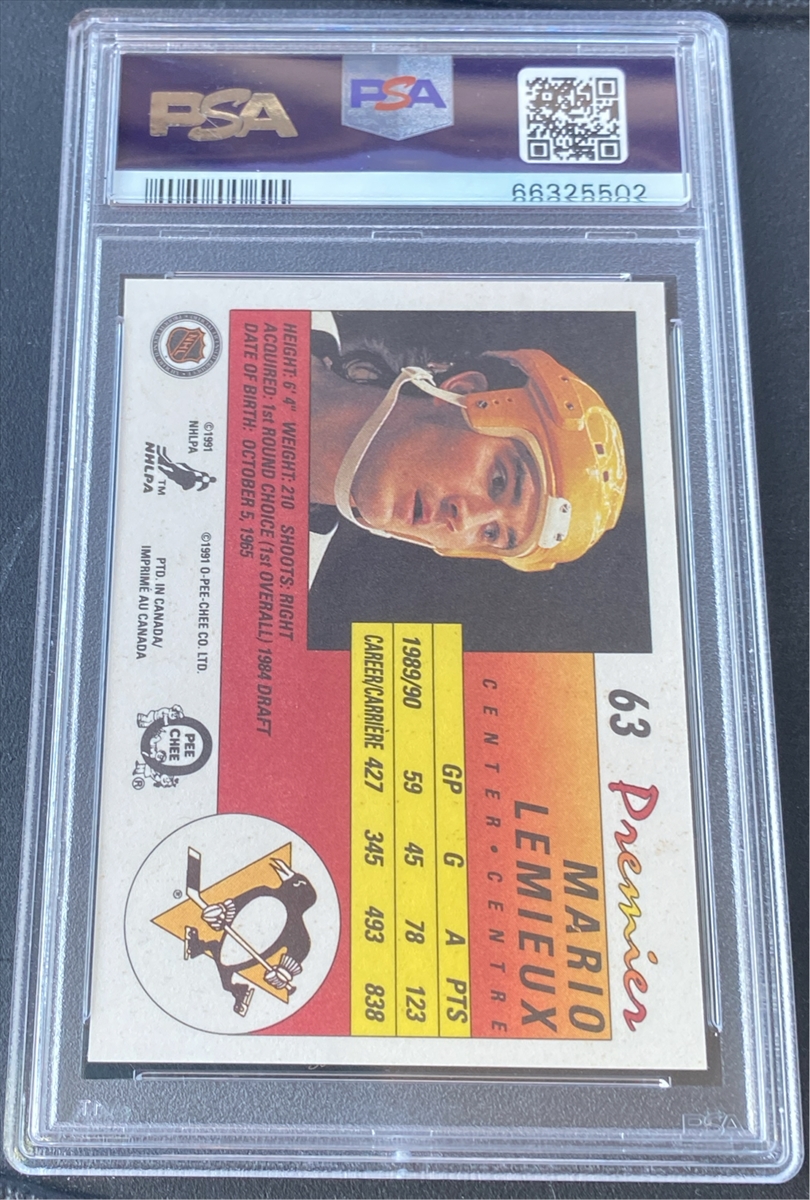 PSA
PSA
66325502
63 Premier
MARIO
LEMIEUX
CENTER • CENTRE
GP G A PTS
1989/90 59 45 78 123
CAREER/CARRIÈRE 427 345 493 838
HEIGHT: 6' 4" WEIGHT: 210 SHOOTS: RIGHT
ACQUIRED: 1st ROUND CHOICE (1st OVERALL) 1984 DRAFT
DATE OF BIRTH: OCTOBER 5, 1965
NHL
©1991
NHLPA
TM
NHLPA
©1991 O-PEE-CHEE CO. LTD.
PTD. IN CANADA/
IMPRIMÉ AU CANADA
O
PEE
CHEE
®
®
PSA